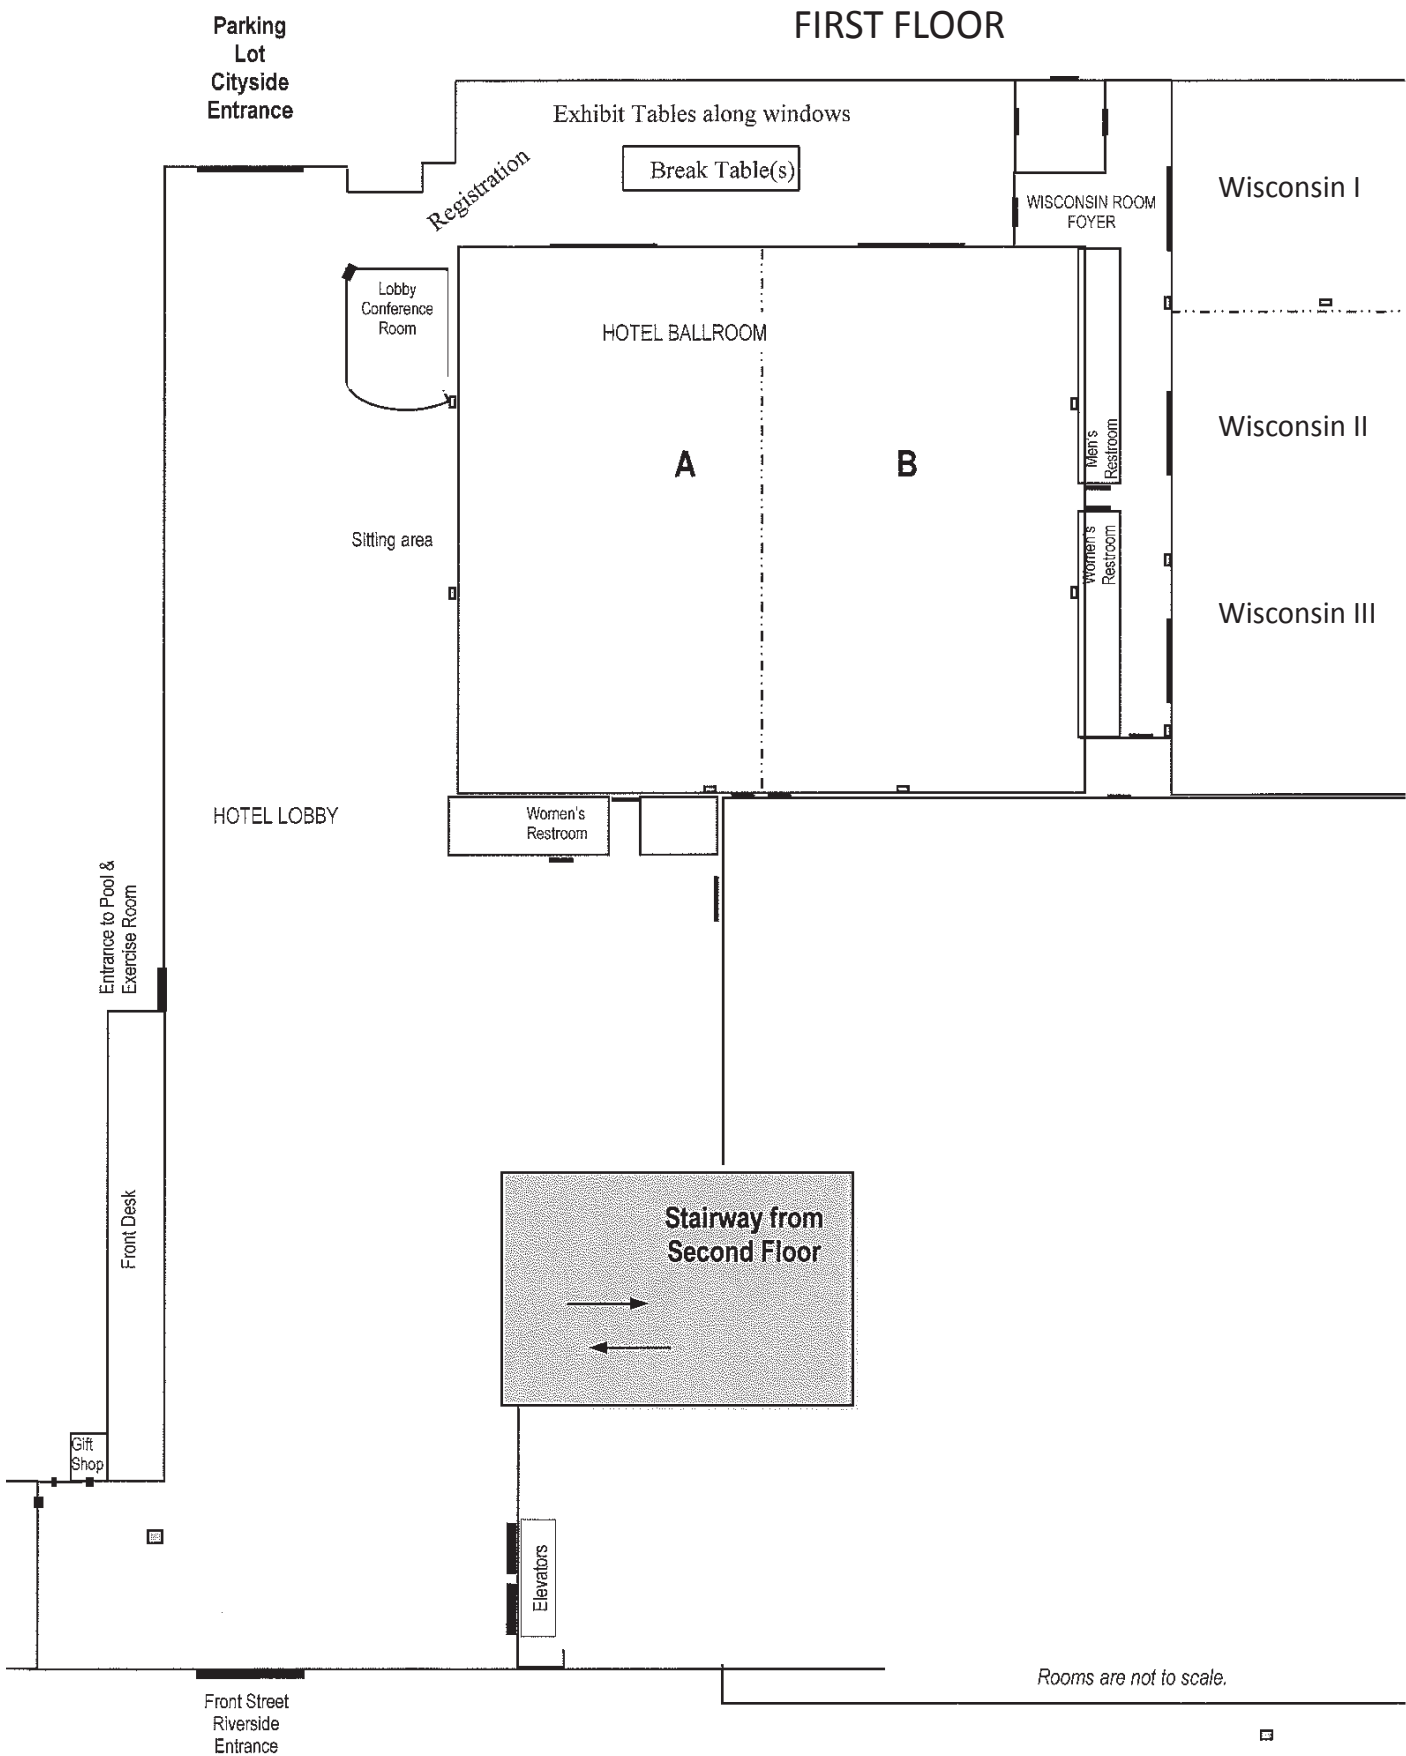 FIRST FLOOR
Parking
Lot
Cityside
Entrance
Exhibit Tables along windows
Break Table(s)
Registration
WISCONSIN ROOM
FOYER
Wisconsin I
Lobby
Conference
Room
HOTEL BALLROOM
Wisconsin II
A
B
Men's
Restroom
Sitting area
Women's
Restroom
Wisconsin III
HOTEL LOBBY
Women's
Restroom
Entrance to Pool &
Exercise Room
Front Desk
Stairway from
Second Floor
Gift
Shop
Elevators
Rooms are not to scale.
Front Street
Riverside
Entrance